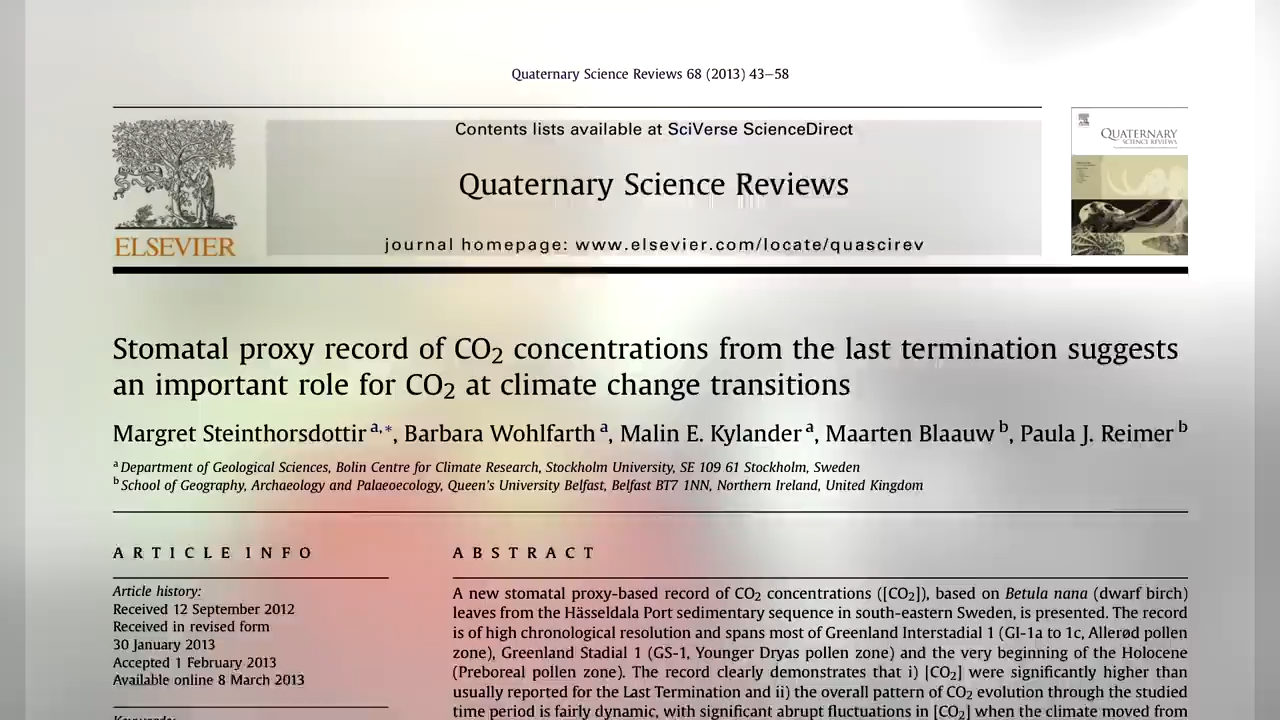 Quaternary Science Reviews 68 (2013) 43–58
Contents lists available at SciVerse ScienceDirect
Quaternary Science Reviews
journal homepage: www.elsevier.com/locate/quascirev
ELSEVIER
QUATERNARY
SCIENCE REVIEWS
Stomatal proxy record of CO2 concentrations from the last termination suggests
an important role for CO2 at climate change transitions
Margret Steinthorsdottir a,*, Barbara Wohlfarth a, Malin E. Kylander a, Maarten Blaauw b, Paula J. Reimer b
a Department of Geological Sciences, Bolin Centre for Climate Research, Stockholm University, SE 109 61 Stockholm, Sweden
b School of Geography, Archaeology and Palaeoecology, Queen's University Belfast, Belfast BT7 1NN, Northern Ireland, United Kingdom
ARTICLE INFO
Article history:
Received 12 September 2012
Received in revised form
30 January 2013
Accepted 1 February 2013
Available online 8 March 2013
Keywords:
ABSTRACT
A new stomatal proxy-based record of CO2 concentrations ([CO2]), based on Betula nana (dwarf birch)
leaves from the Hässeldala Port sedimentary sequence in south-eastern Sweden, is presented. The record
is of high chronological resolution and spans most of Greenland Interstadial 1 (GI-1a to 1c, Allerød pollen
zone), Greenland Stadial 1 (GS-1, Younger Dryas pollen zone) and the very beginning of the Holocene
(Preboreal pollen zone). The record clearly demonstrates that i) [CO2] were significantly higher than
usually reported for the Last Termination and ii) the overall pattern of CO2 evolution through the studied
time period is fairly dynamic, with significant abrupt fluctuations in [CO2] when the climate moved from